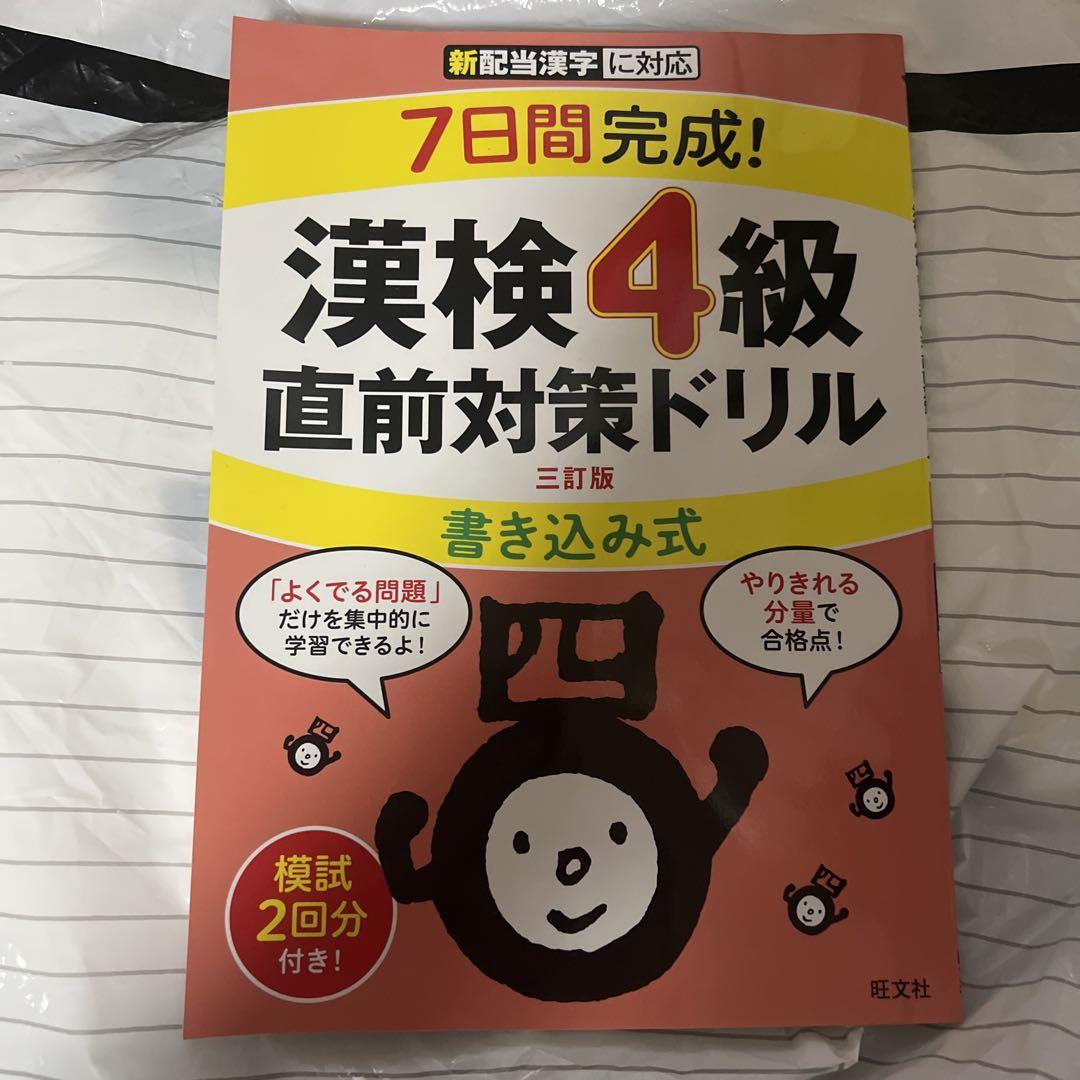 新配当漢字に対応
7日間完成!
漢検4級
直前対策ドリル
三訂版
書き込み式
「よくでる問題」
だけを集中的に
学習できるよ!
やりきれる
分量で
合格点!
四
四
四
四
模試
2回分
付き!
旺文社